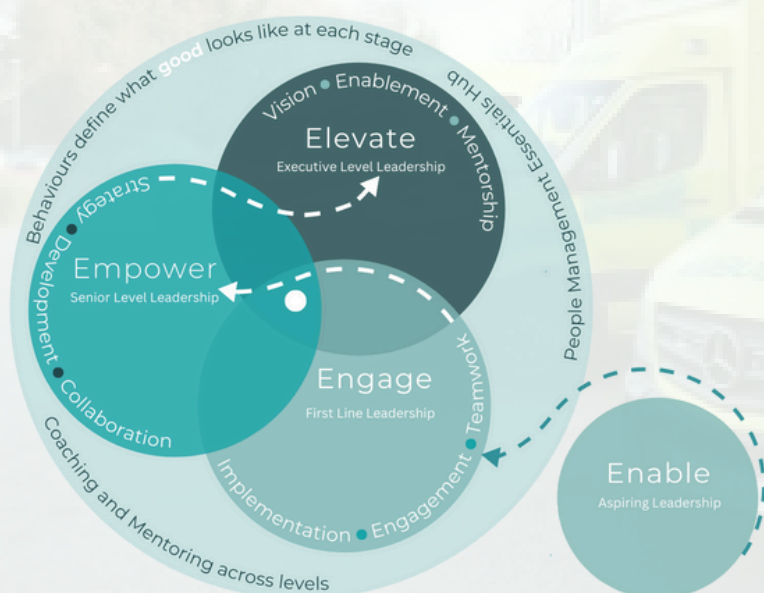 Behaviours define what good looks like at each stage
People Management Essentials Hub
Vision • Enablement • Mentorship
Elevate
Executive Level Leadership
Strategy • Development • Collaboration
Empower
Senior Level Leadership
Engage
First Line Leadership
Implementation • Engagement • Teamwork
Enable
Aspiring Leadership
Coaching and Mentoring across levels